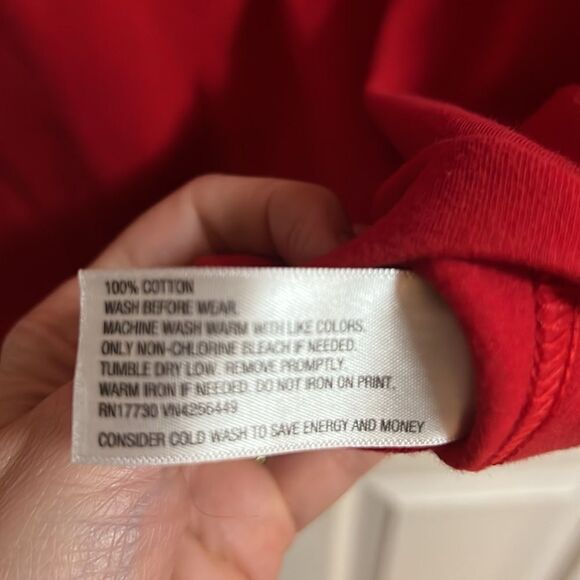 100% COTTON
WASH BEFORE WEAR.
MACHINE WASH WARM WITH LIKE COLORS.
ONLY NON-CHLORINE BLEACH IF NEEDED.
TUMBLE DRY LOW. REMOVE PROMPTLY.
WARM IRON IF NEEDED. DO NOT IRON ON PRINT.
RN17730 VN4256449
CONSIDER COLD WASH TO SAVE ENERGY AND MONEY